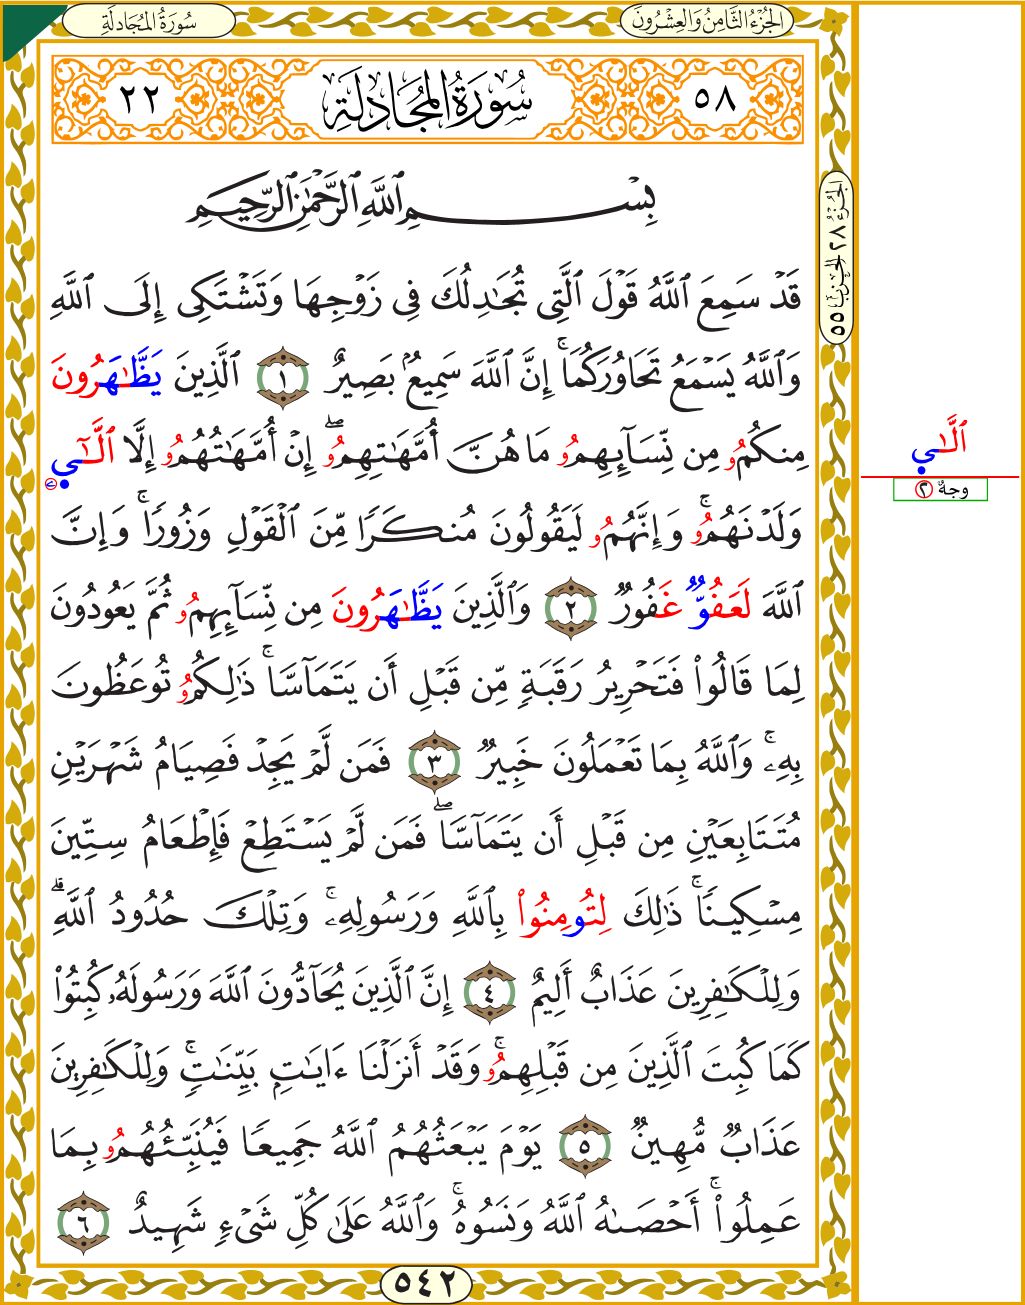 الجُزْءُ الثَّامِنُ وَالعِشْرُونَ
سُورَةُ المُجَادلَةِ
٥٨ سُورَةُ المُجَادلَةِ ٢٢
بِسْمِ ٱللَّهِ ٱلرَّحْمَٰنِ ٱلرَّحِيمِ
قَدْ سَمِعَ ٱللَّهُ قَوْلَ ٱلَّتِى تُجَٰدِلُكَ فِى زَوْجِهَا وَتَشْتَكِى إِلَى ٱللَّهِ
وَٱللَّهُ يَسْمَعُ تَحَاوُرَكُمَآ ۚ إِنَّ ٱللَّهَ سَمِيعٌۢ بَصِيرٌ ١ ٱلَّذِينَ يَظَّٰهَرُونَ
مِنكُمُۥ مِن نِّسَآئِهِمُۥ مَا هُنَّ أُمَّهَٰتِهِمُۥٓ ۖ إِنْ أُمَّهَٰتُهُمُۥٓ إِلَّا ٱلَّٰٓيِ ٢
وَلَدْنَهُمُۥ ۚ وَإِنَّهُمُۥ لَيَقُولُونَ مُنكَرًا مِّنَ ٱلْقَوْلِ وَزُورًا ۚ وَإِنَّ
ٱللَّهَ لَعَفُوٌّ غَفُورٌ ٢ وَٱلَّذِينَ يَظَّٰهَرُونَ مِن نِّسَآئِهِمُۥ ثُمَّ يَعُودُونَ
لِمَا قَالُوا۟ فَتَحْرِيرُ رَقَبَةٍ مِّن قَبْلِ أَن يَتَمَآسَّا ۚ ذَٰلِكُمُۥ تُوعَظُونَ
بِهِۦ ۚ وَٱللَّهُ بِمَا تَعْمَلُونَ خَبِيرٌ ٣ فَمَن لَّمْ يَجِدْ فَصِيَامُ شَهْرَيْنِ
مُتَتَابِعَيْنِ مِن قَبْلِ أَن يَتَمَآسَّا ۖ فَمَن لَّمْ يَسْتَطِعْ فَإِطْعَامُ سِتِّينَ
مِسْكِينًا ۚ ذَٰلِكَ لِتُومِنُوا۟ بِٱللَّهِ وَرَسُولِهِۦ ۚ وَتِلْكَ حُدُودُ ٱللَّهِ ۗ
وَلِلْكَٰفِرِينَ عَذَابٌ أَلِيمٌ ٤ إِنَّ ٱلَّذِينَ يُحَآدُّونَ ٱللَّهَ وَرَسُولَهُۥ كُبِتُوا۟
كَمَا كُبِتَ ٱلَّذِينَ مِن قَبْلِهِمُۥ ۚ وَقَدْ أَنزَلْنَا ءَايَٰتٍۭ بَيِّنَٰتٍ ۚ وَلِلْكَٰفِرِينَ
عَذَابٌ مُّهِينٌ ٥ يَوْمَ يَبْعَثُهُمُ ٱللَّهُ جَمِيعًا فَيُنَبِّئُهُمُۥ بِمَا
عَمِلُوٓا۟ ۚ أَحْصَىٰهُ ٱللَّهُ وَنَسُوهُ ۚ وَٱللَّهُ عَلَىٰ كُلِّ شَىْءٍ شَهِيدٌ ٦
٥٤٢
الجزء ٢٨ الحزب ٥٥
ٱلَّٰيِ
وجهٌ ٢